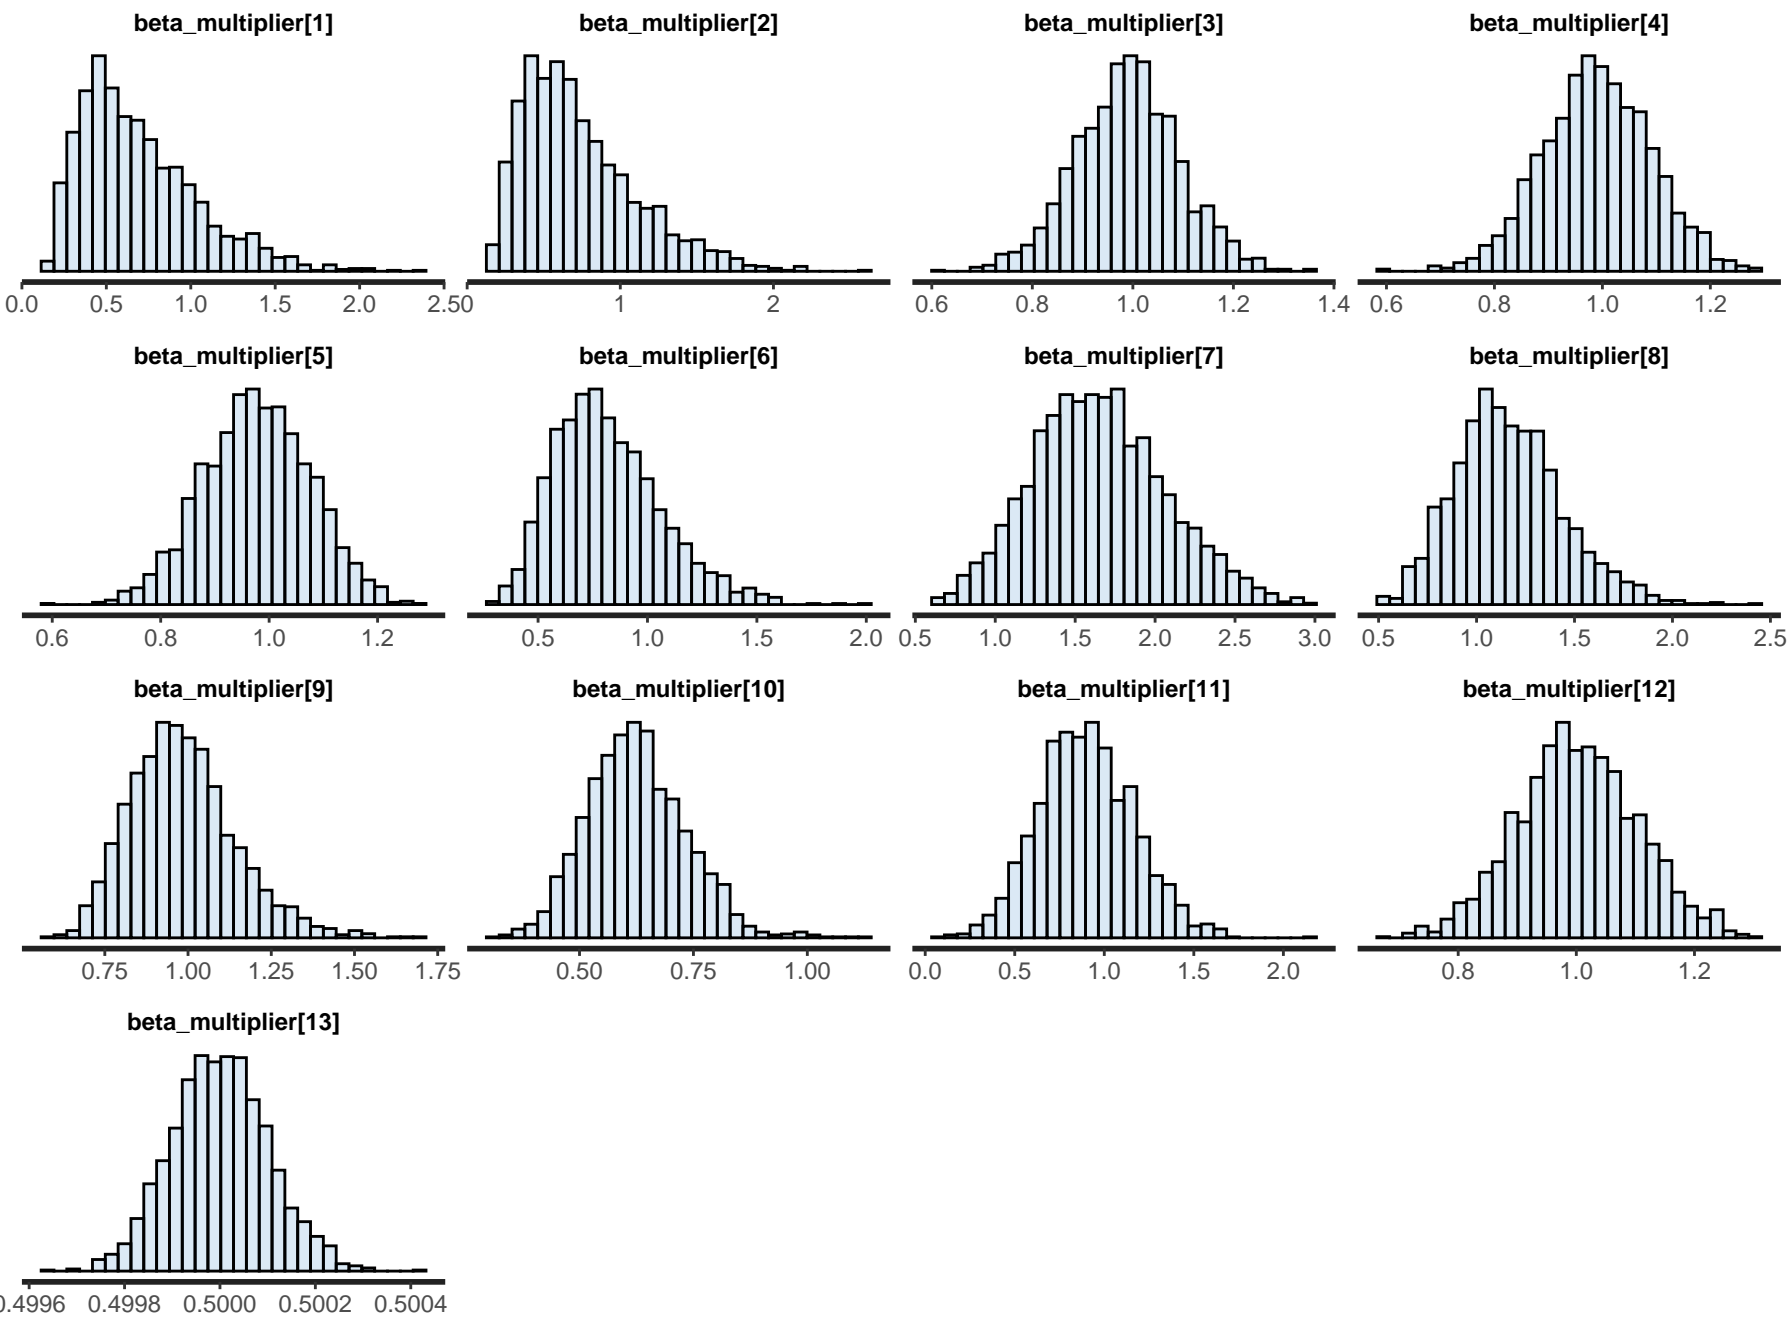 beta_multiplier[1] beta_multiplier[2] beta_multiplier[3] beta_multiplier[4]
0.0 0.5 1.0 1.5 2.0 2.5 0 1 2 0.6 0.8 1.0 1.2 1.4 0.6 0.8 1.0 1.2
beta_multiplier[5] beta_multiplier[6] beta_multiplier[7] beta_multiplier[8]
0.6 0.8 1.0 1.2 0.5 1.0 1.5 2.0 0.5 1.0 1.5 2.0 2.5 3.0 0.5 1.0 1.5 2.0 2.5
beta_multiplier[9] beta_multiplier[10] beta_multiplier[11] beta_multiplier[12]
0.75 1.00 1.25 1.50 1.75 0.50 0.75 1.00 0.0 0.5 1.0 1.5 2.0 0.8 1.0 1.2
beta_multiplier[13]
0.4996 0.4998 0.5000 0.5002 0.5004